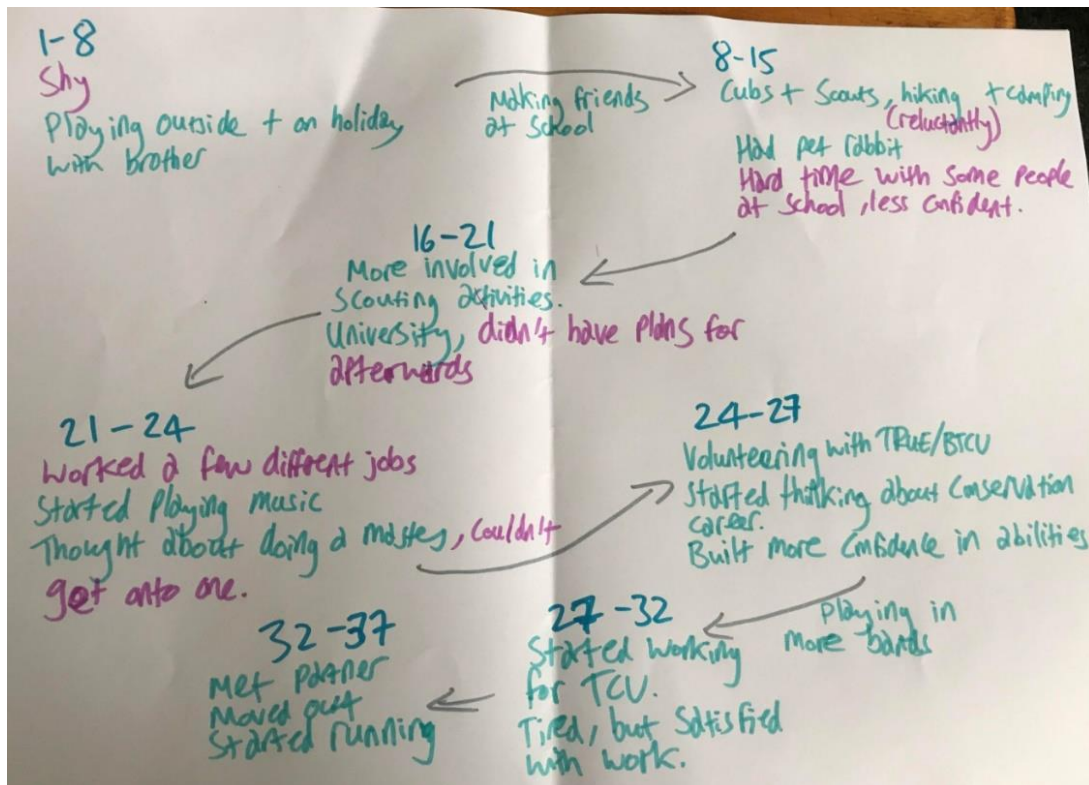 1-8
Shy
Playing outside + on holiday
with brother
Making friends
at School
8-15
Cubs + Scouts, hiking + camping
(reluctantly)
Had pet rabbit
Hard time with some people
at school, less confident.
16-21
More involved in
scouting activities.
University, didn't have plans for
afterwards
21-24
Worked a few different jobs
Started playing music
Thought about doing a masters, couldn't
get onto one.
24-27
Volunteering with TRUE/BTCV
Started thinking about conservation
career.
Built more confidence in abilities
Playing in
more bands
27-32
Started working
for TCV.
Tired, but satisfied
with work.
32-37
Met partner
Moved out
Started running